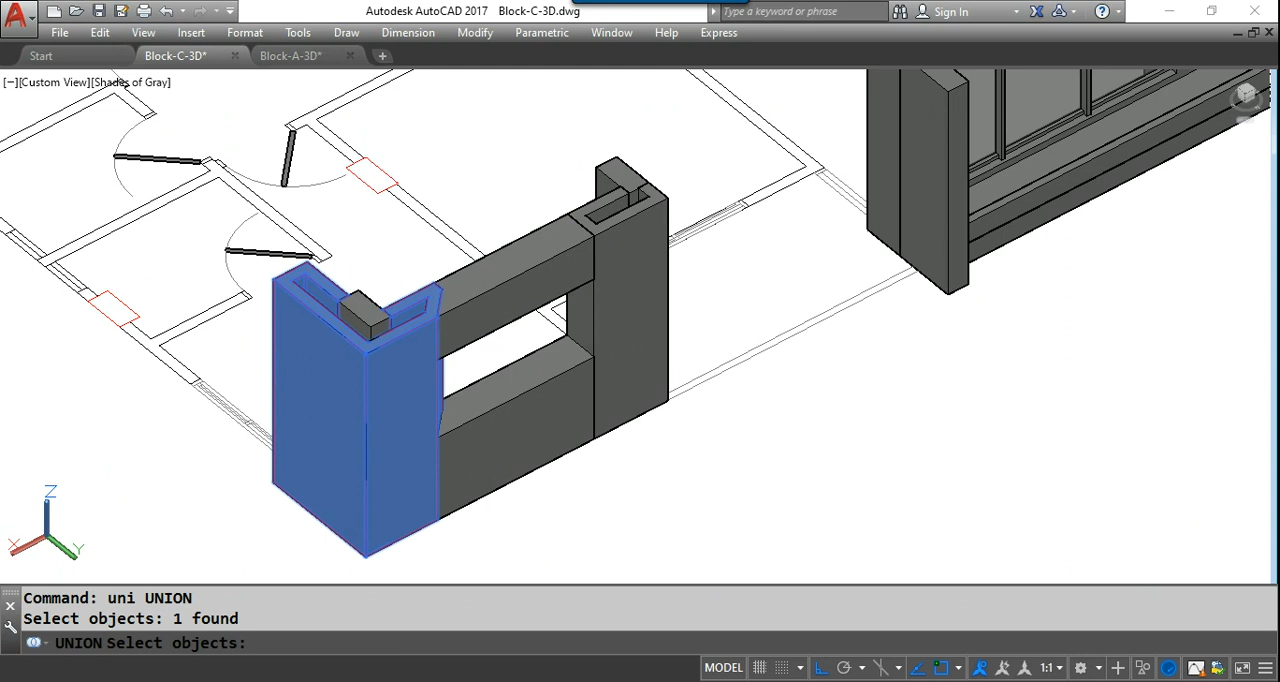 Autodesk AutoCAD 2017 Block-C-3D.dwg
Type a keyword or phrase
Sign In
File Edit View Insert Format Tools Draw Dimension Modify Parametric Window Help Express
Start Block-C-3D* Block-A-3D*
[−][Custom View][Shades of Gray]
Z
X Y
Command: uni UNION
Select objects: 1 found
UNION Select objects:
MODEL 1:1